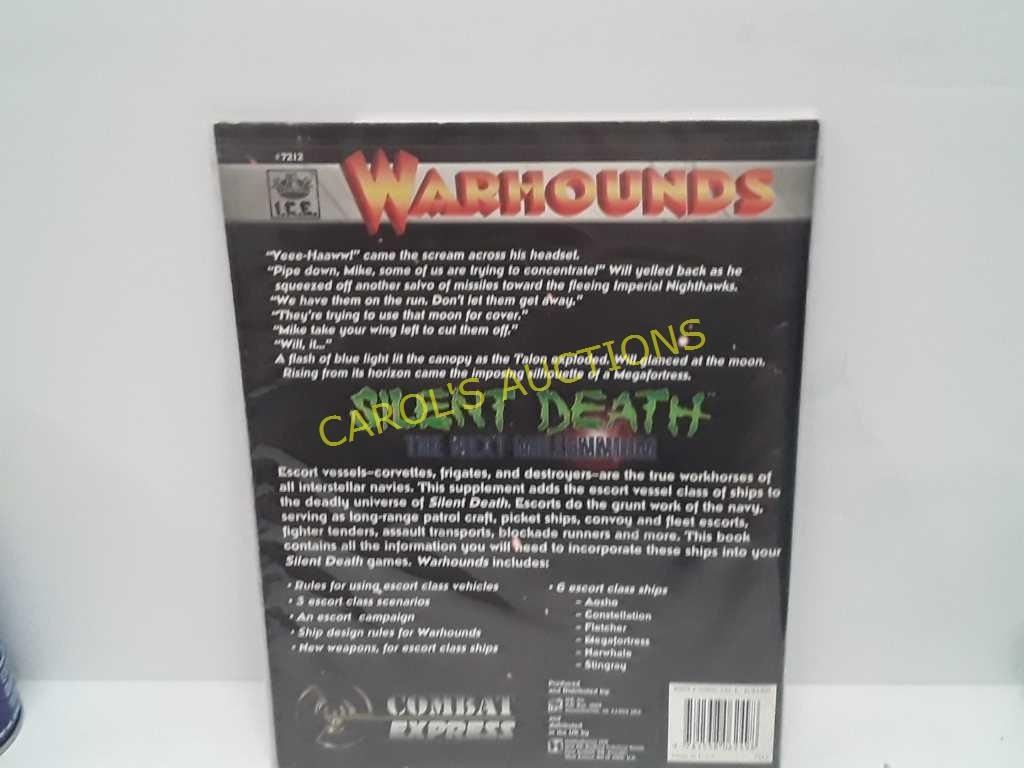 #7212
WARHOUNDS
I.C.E.
"Yeee-Haaww!" came the scream across his headset.
"Pipe down, Mike, some of us are trying to concentrate!" Will yelled back as he
squeezed off another salvo of missiles toward the fleeing Imperial Nighthawks.
"We have them on the run. Don't let them get away."
"They're trying to use that moon for cover."
"Mike take your wing left to cut them off."
"Will, it..."
A flash of blue light lit the canopy as the Talon exploded. Will glanced at the moon.
Rising from its horizon came the imposing silhouette of a Megafortress.
CAROL'S AUCTIONS
SILENT DEATH
THE NEXT MILLENNIUM
Escort vessels—corvettes, frigates, and destroyers—are the true workhorses of
all interstellar navies. This supplement adds the escort vessel class of ships to
the deadly universe of Silent Death. Escorts do the grunt work of the navy,
serving as long-range patrol craft, picket ships, convoy and fleet escorts,
fighter tenders, assault transports, blockade runners and more. This book
contains all the information you will need to incorporate these ships into your
Silent Death games. Warhounds includes:
• Rules for using escort class vehicles
• 3 escort class scenarios
• An escort campaign
• Ship design rules for Warhounds
• New weapons, for escort class ships
• 6 escort class ships
– Aosho
– Constellation
– Fletcher
– Megafortress
– Narwhale
– Stingray
COMBAT
EXPRESS
Produced
and Distributed by:
and
distributed
in the UK by